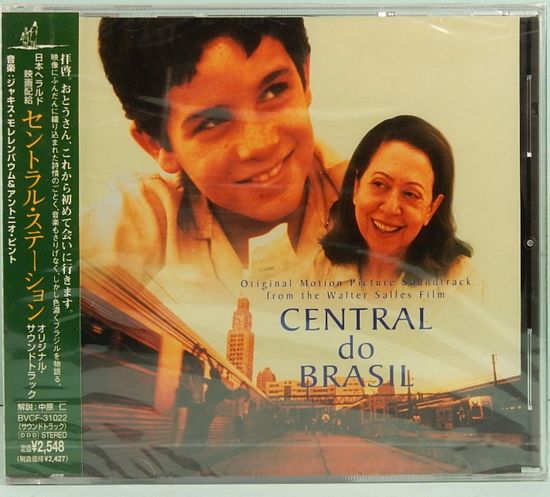 拝啓。おとうさん、これから初めて会いに行きます。
映像にふんだんに織り込まれた詩情のごとく、音楽もさりげなく、しかし色濃くブラジルを物語る。
日本ヘラルド
映画配給
セントラル・ステーション
オリジナル・
サウンドトラック
音楽:ジャキス・モレレンバウム&アントニオ・ピント
解説:中原 仁
BVCF-31022
(サウンドトラック)
DDD STEREO
定価¥2,548
(税抜価格¥2,427)
Original Motion Picture Soundtrack
from the Walter Salles Film
CENTRAL
do
BRASIL